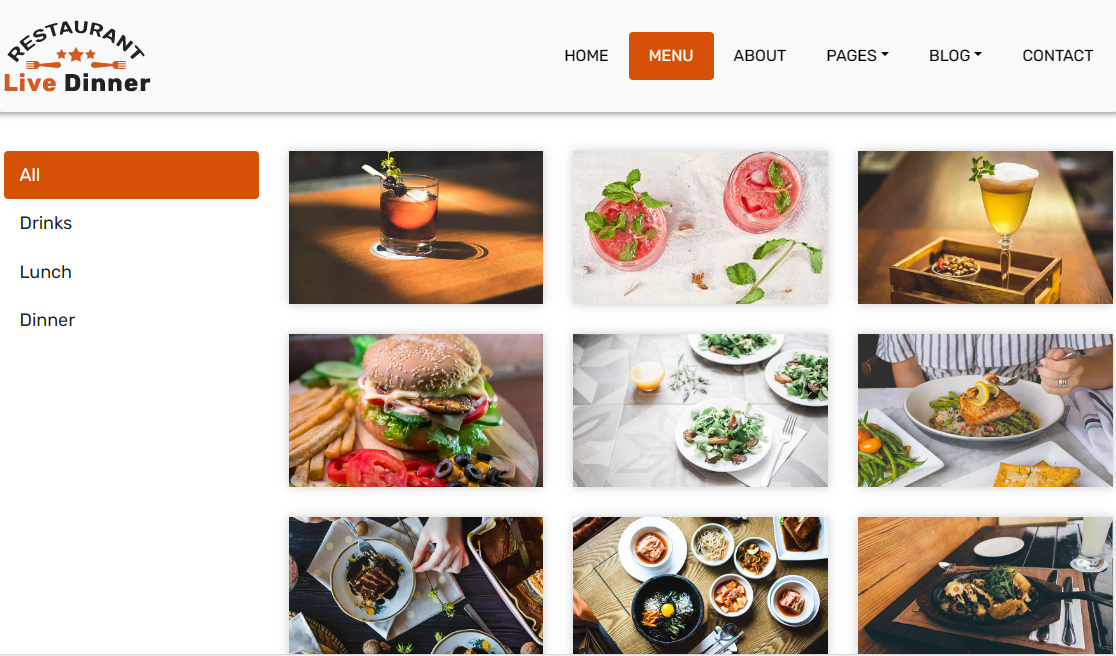 RESTAURANT
Live Dinner
HOME MENU ABOUT PAGES BLOG CONTACT
All
Drinks
Lunch
Dinner